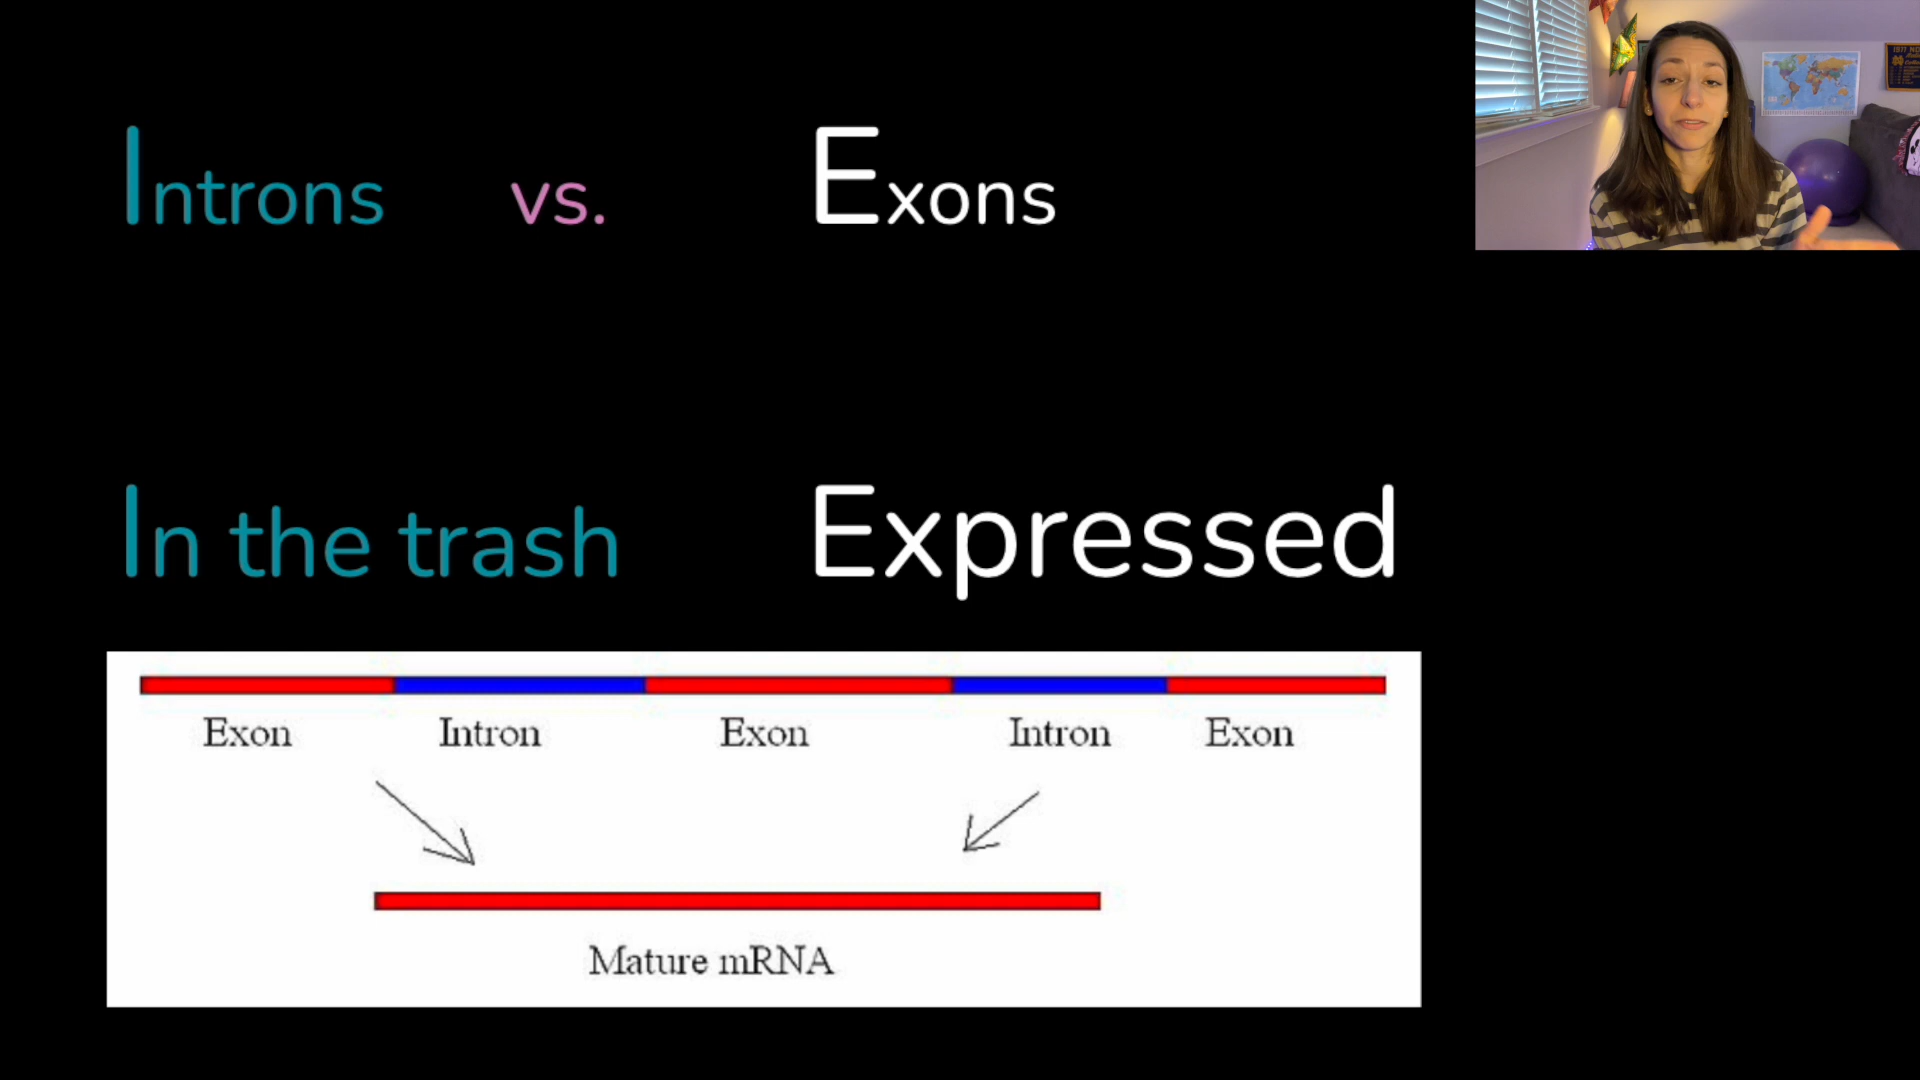 Introns vs. Exons
In the trash Expressed
Exon Intron Exon Intron Exon
Mature mRNA